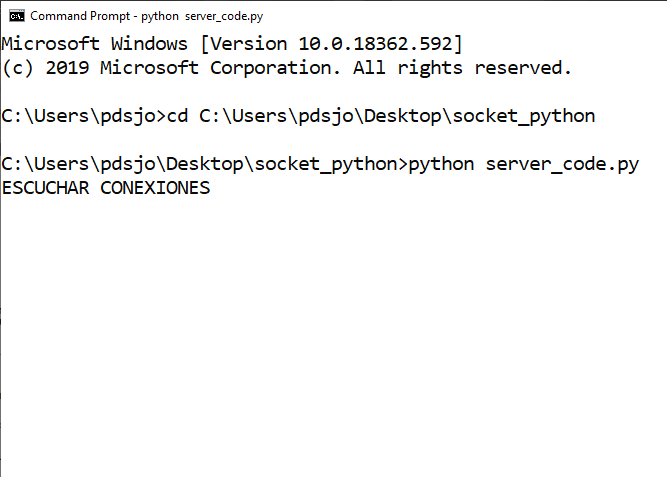 Command Prompt - python  server_code.py
Microsoft Windows [Version 10.0.18362.592]
(c) 2019 Microsoft Corporation. All rights reserved.
C:\Users\pdsjo>cd C:\Users\pdsjo\Desktop\socket_python
C:\Users\pdsjo\Desktop\socket_python>python server_code.py
ESCUCHAR CONEXIONES